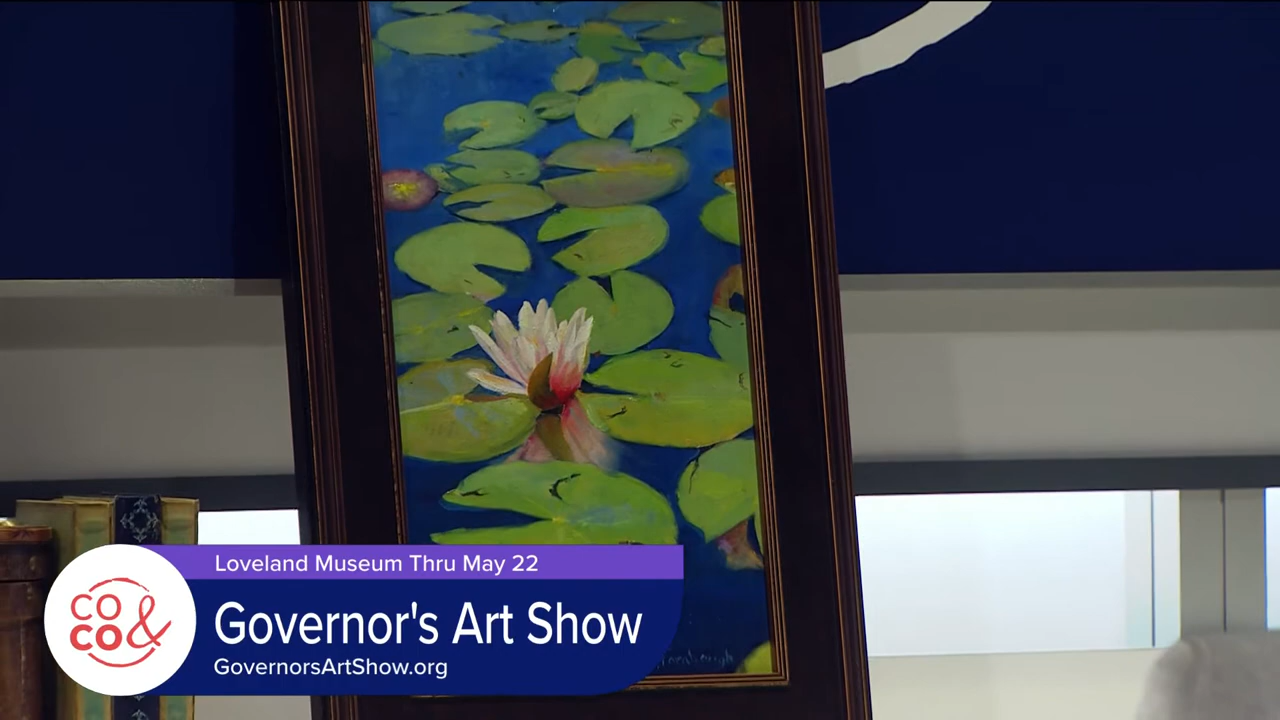 Loveland Museum Thru May 22
CO &
CO
Governor's Art Show
GovernorsArtShow.org